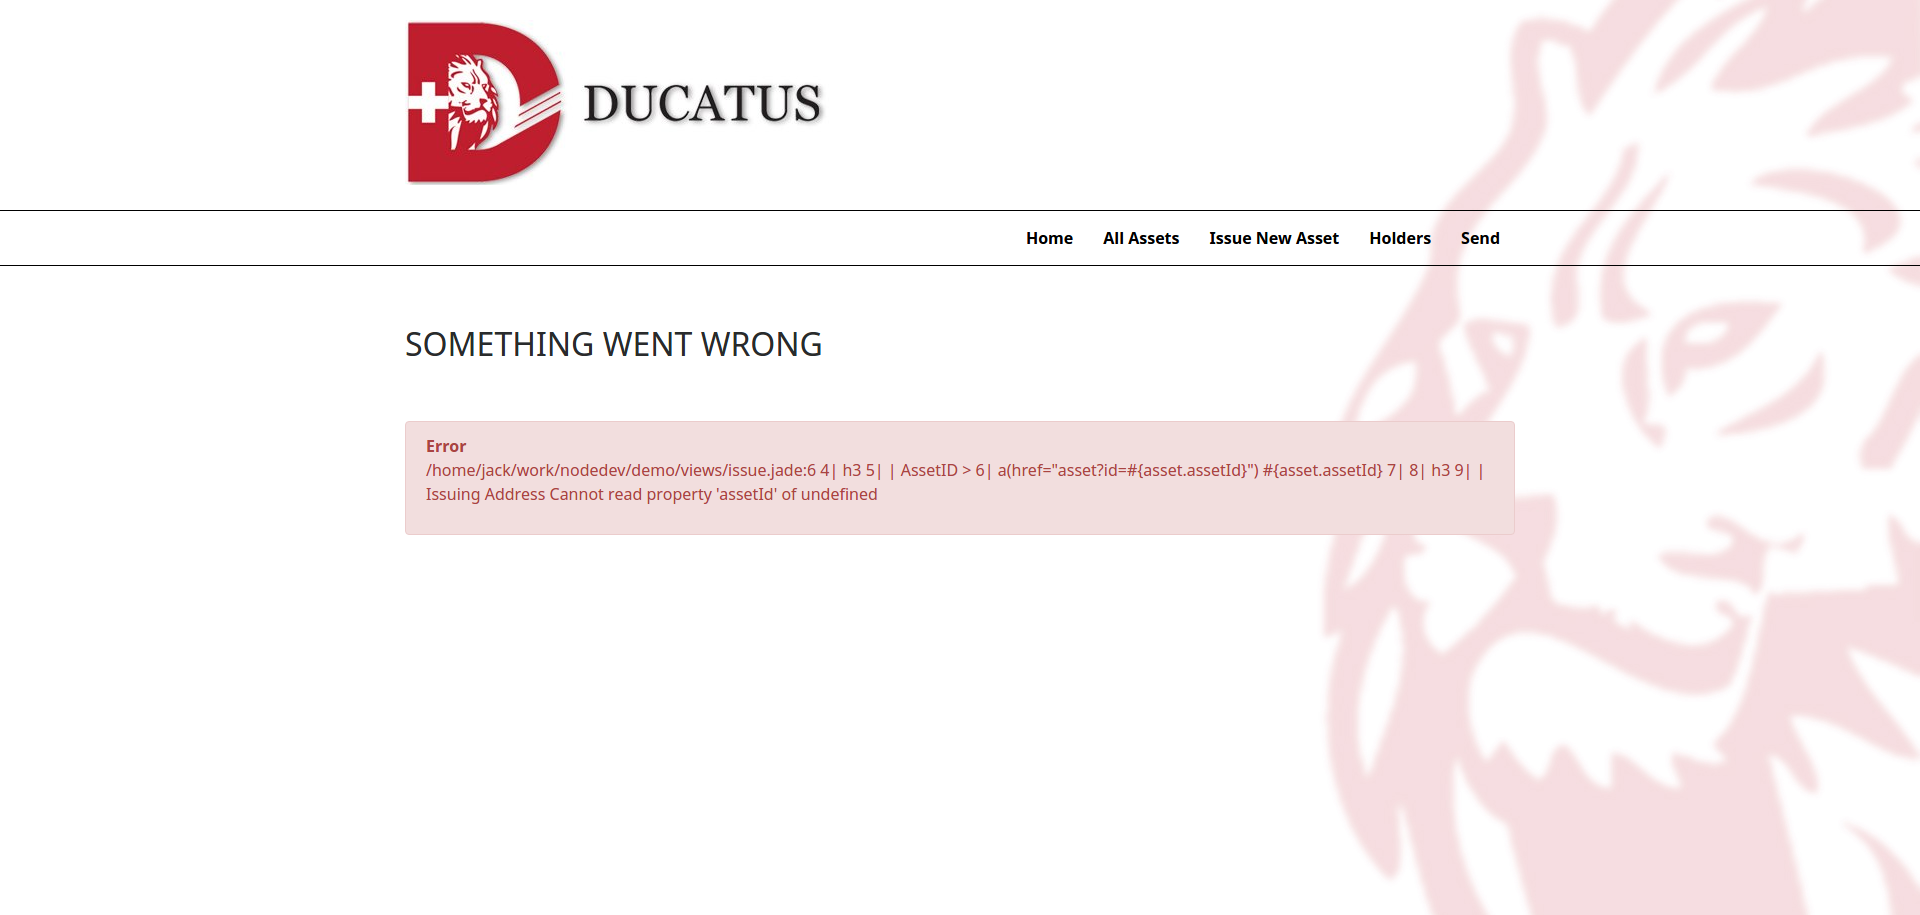 DUCATUS
Home All Assets Issue New Asset Holders Send
SOMETHING WENT WRONG
Error
/home/jack/work/nodedev/demo/views/issue.jade:6 4| h3 5| | AssetID > 6| a(href="asset?id=#{asset.assetId}") #{asset.assetId} 7| 8| h3 9| |
Issuing Address Cannot read property 'assetId' of undefined